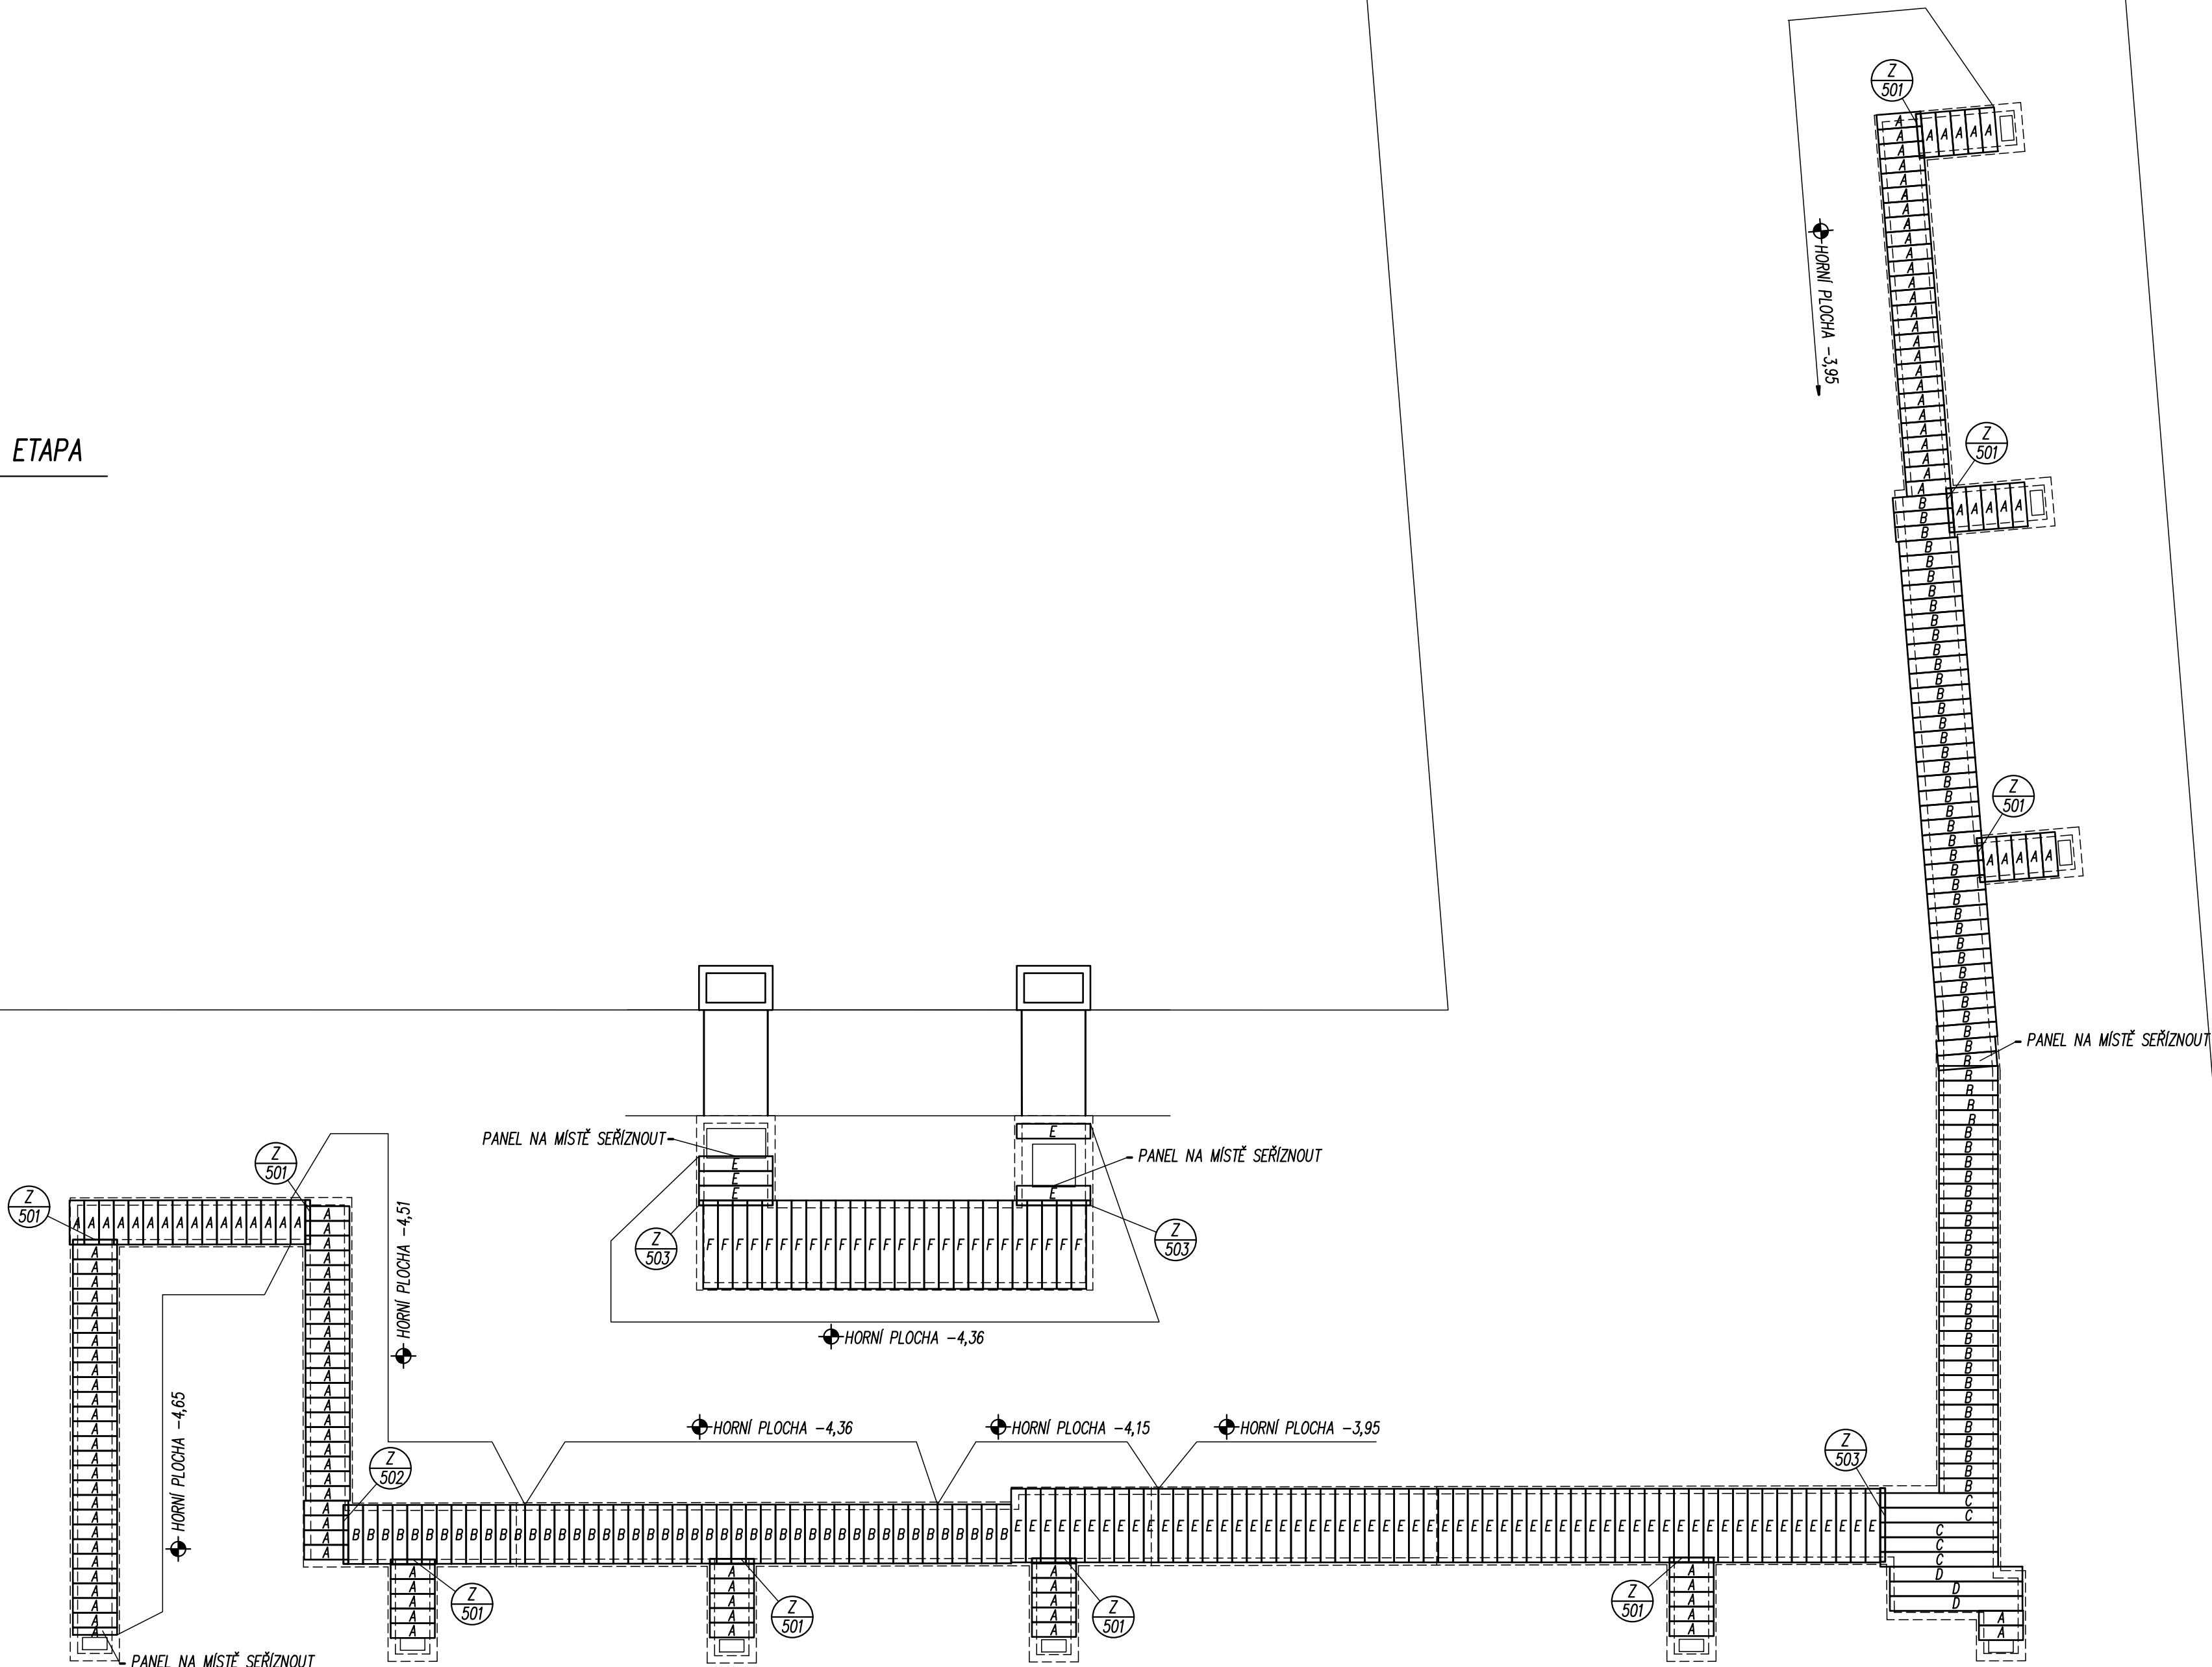 ETAPA
Z
501
A A A A A
A A A A A A A A A A A A A A A A A A A A A A A A A A
HORNÍ PLOCHA -3,95
Z
501
A A A A A
B B B B B B B B B B B B B B B B B B B B B B B B B B B B B B B B B B B B B B B
Z
501
A A A A A
PANEL NA MÍSTĚ SEŘÍZNOUT
B B B B B B B B B B B B B B B B B B B B B B B B B B B B B
PANEL NA MÍSTĚ SEŘÍZNOUT
E
E
E
E
PANEL NA MÍSTĚ SEŘÍZNOUT
E
Z
503
F F F F F F F F F F F F F F F F F F F F F F F F F F
Z
503
HORNÍ PLOCHA -4,36
Z
501
Z
501
A A A A A A A A A A A A A A A A
A A A A A A A A A A A A A A A A A A A A A A A A A A A
HORNÍ PLOCHA -4,65
PANEL NA MÍSTĚ SEŘÍZNOUT
A A A A A A A A A A A A A A A A A A A A A A A A
HORNÍ PLOCHA -4,51
Z
502
HORNÍ PLOCHA -4,36
HORNÍ PLOCHA -4,15
HORNÍ PLOCHA -3,95
Z
503
B B B B B B B B B B B B B B B B B B B B B B B B B B B B B B B B B B B B B B B B B B B B B
E E E E E E E E E E E E E E E E E E E E E E E E E E E E E E E E E E E E E E E E E E E E E E E E E E E E E E E E E E E
C
C
C
C
C
D
D
D
A
A
A A A A A
Z
501
A A A A A
Z
501
A A A A A
Z
501
Z
501
A A A A A